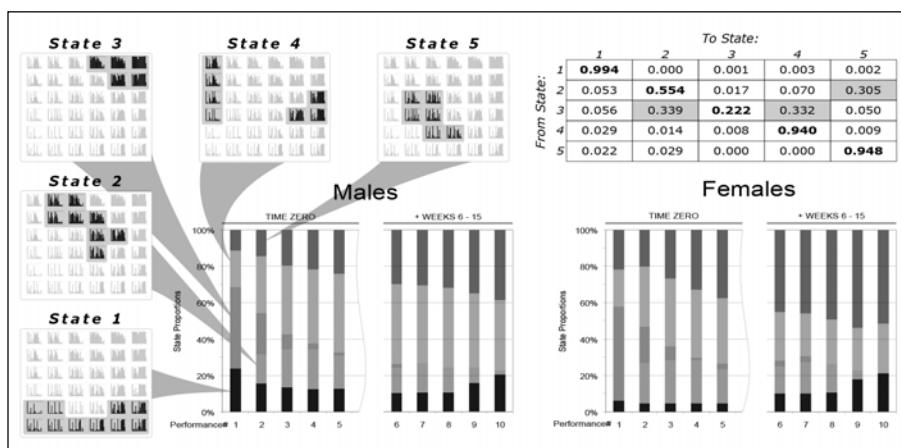 State 3
State 4
State 5
To State:
1 2 3 4 5
From State:
1 0.994 0.000 0.001 0.003 0.002
2 0.053 0.554 0.017 0.070 0.305
3 0.056 0.339 0.222 0.332 0.050
4 0.029 0.014 0.008 0.940 0.009
5 0.022 0.029 0.000 0.000 0.948
State 2
State 1
Males
Females
TIME ZERO
+ WEEKS 6 - 15
TIME ZERO
+ WEEKS 6 - 15
State Proportions
100%
80%
60%
40%
20%
0%
Performance# 1 2 3 4 5
6 7 8 9 10
State Proportions
100%
80%
60%
40%
20%
0%
Performance# 1 2 3 4 5
6 7 8 9 10